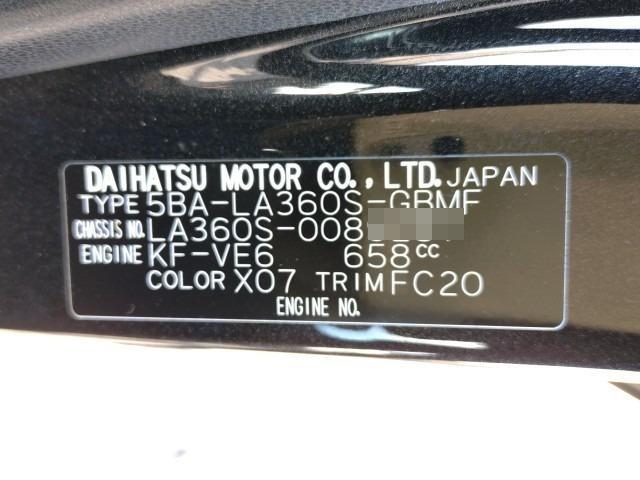 DAIHATSU MOTOR CO., LTD. JAPAN
TYPE 5BA-LA360S-GBMF
CHASSIS NO. LA360S-008
ENGINE KF-VE6 658cc
COLOR X07 TRIM FC20
ENGINE NO.